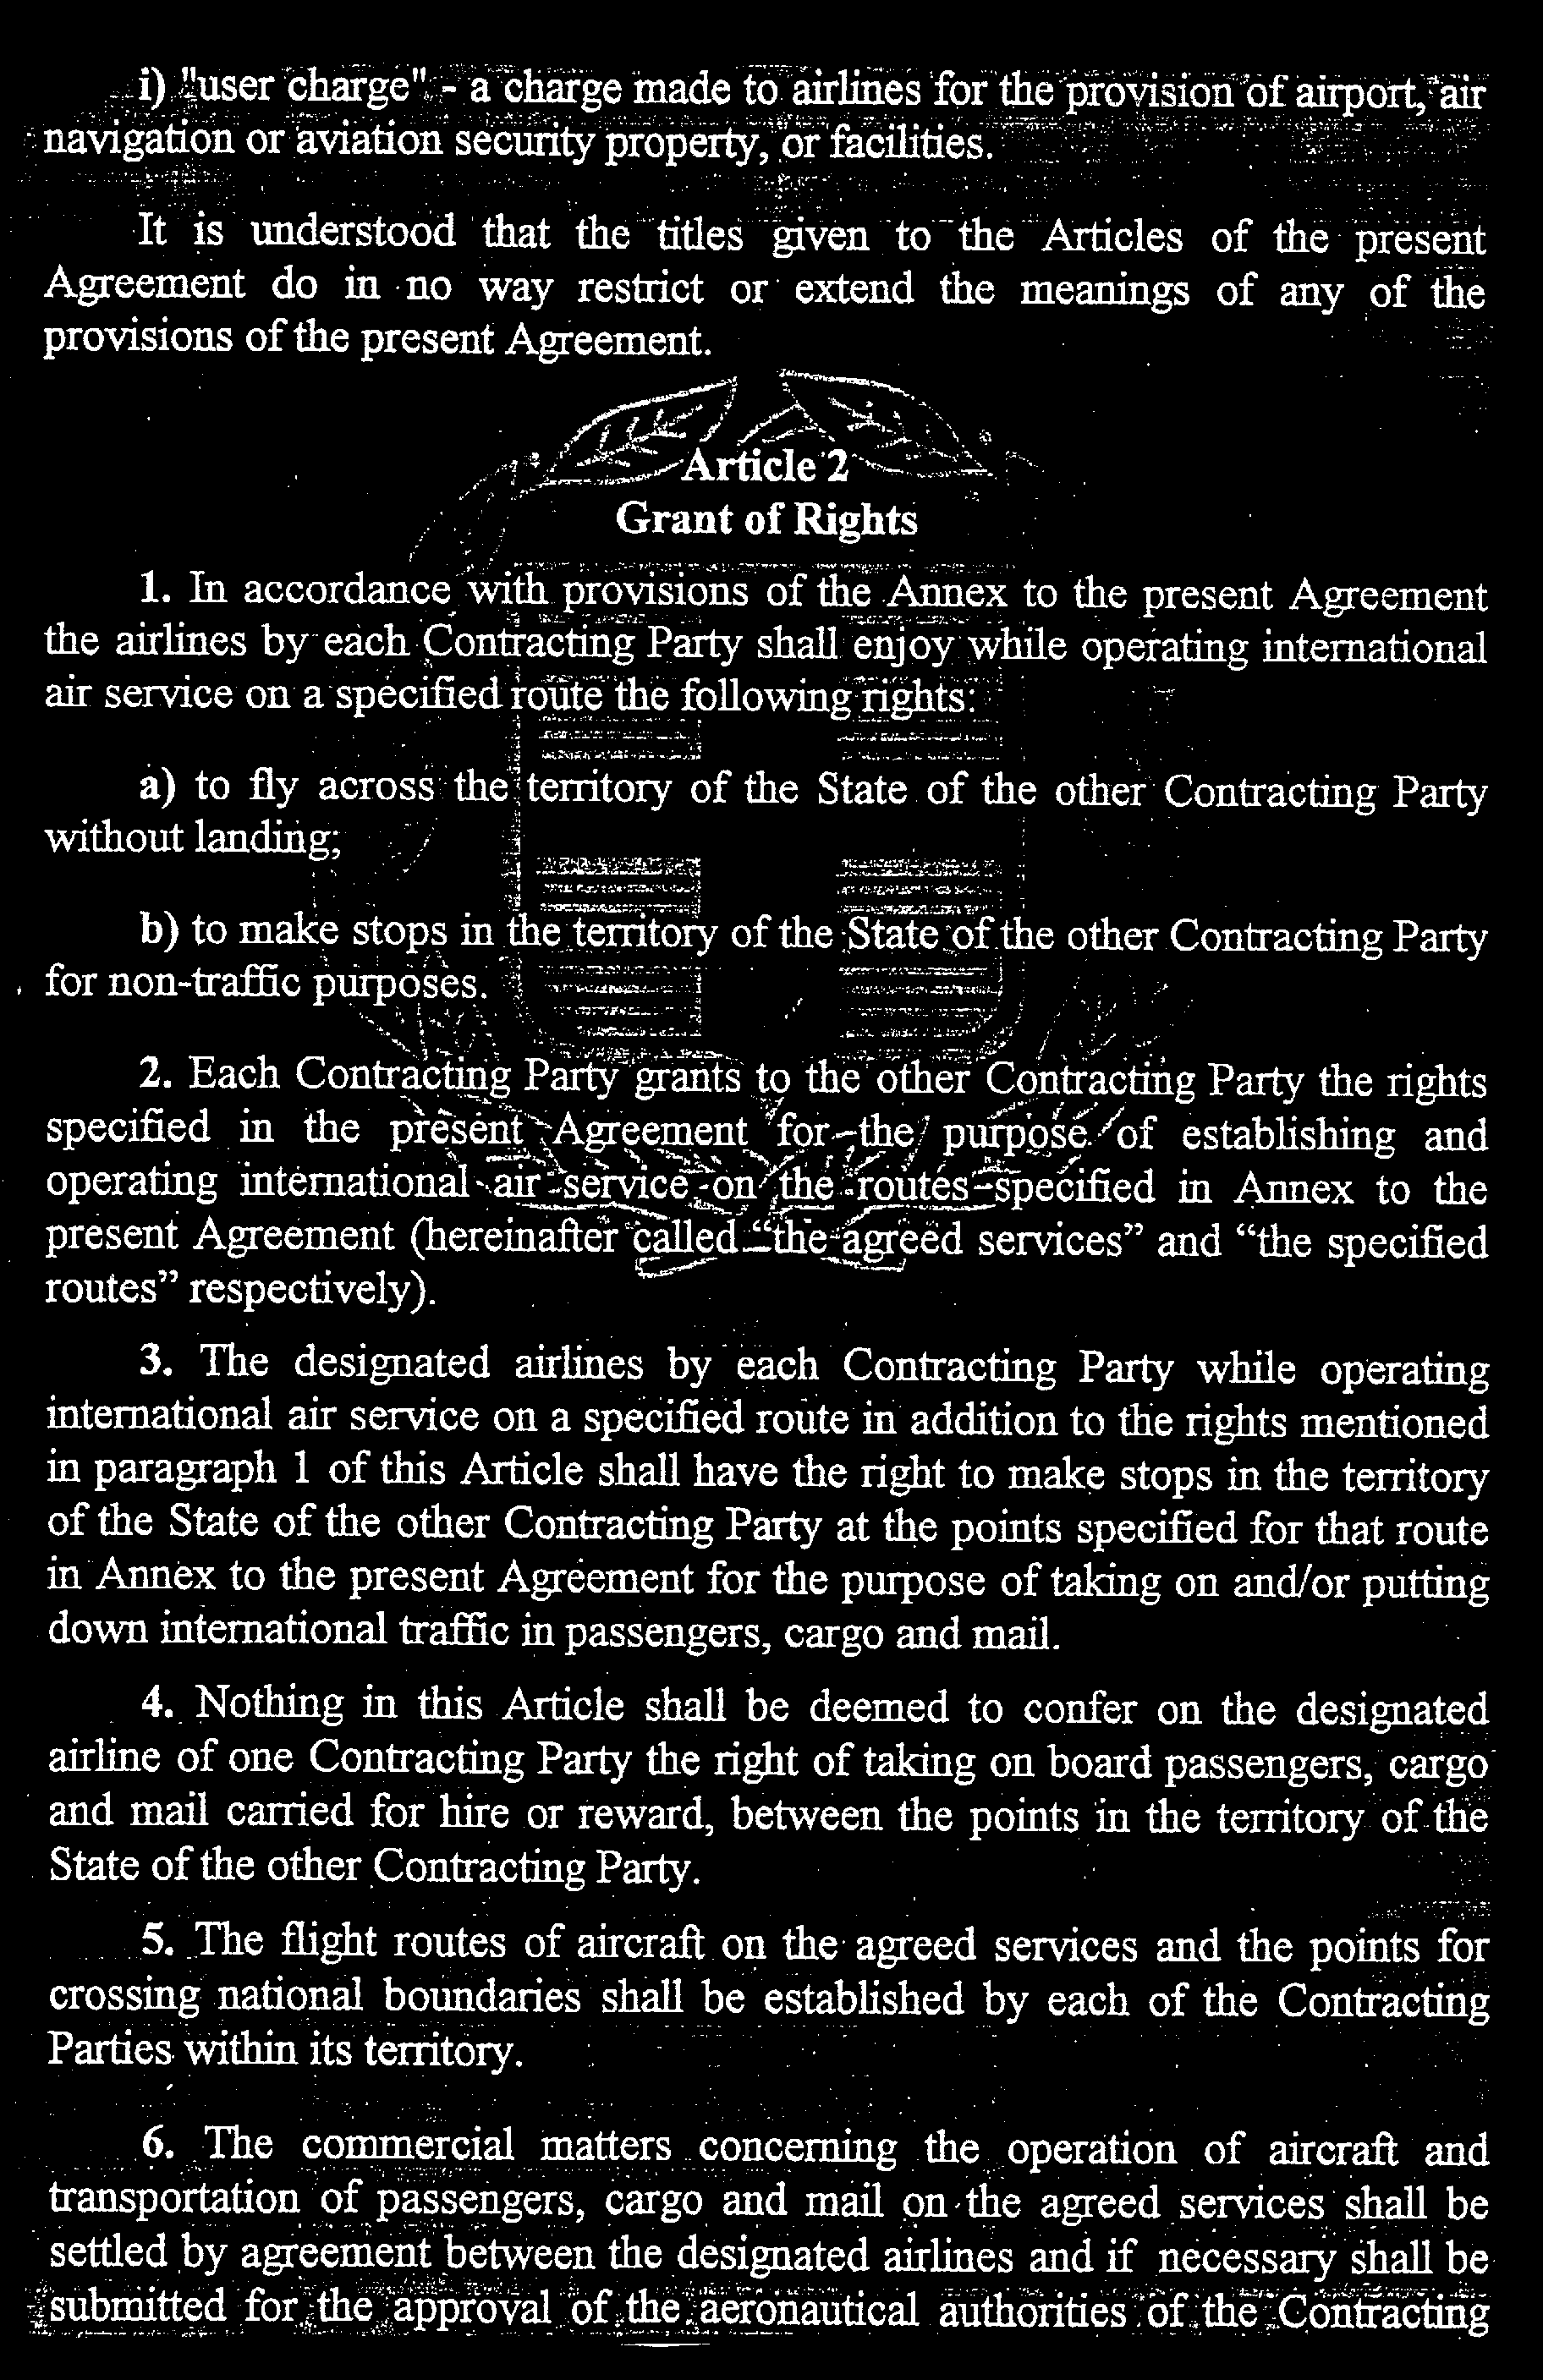 i) "user charge" - a charge made to airlines for the provision of airport, air
navigation or aviation security property, or facilities.
It is understood that the titles given to the Articles of the present
Agreement do in no way restrict or extend the meanings of any of the
provisions of the present Agreement.
Article 2
Grant of Rights
1. In accordance with provisions of the Annex to the present Agreement
the airlines by each Contracting Party shall enjoy while operating international
air service on a specified route the following rights:
a) to fly across the territory of the State of the other Contracting Party
without landing;
b) to make stops in the territory of the State of the other Contracting Party
for non-traffic purposes.
2. Each Contracting Party grants to the other Contracting Party the rights
specified in the present Agreement for the purpose of establishing and
operating international air service on the routes specified in Annex to the
present Agreement (hereinafter called “the agreed services” and “the specified
routes” respectively).
3. The designated airlines by each Contracting Party while operating
international air service on a specified route in addition to the rights mentioned
in paragraph 1 of this Article shall have the right to make stops in the territory
of the State of the other Contracting Party at the points specified for that route
in Annex to the present Agreement for the purpose of taking on and/or putting
down international traffic in passengers, cargo and mail.
4. Nothing in this Article shall be deemed to confer on the designated
airline of one Contracting Party the right of taking on board passengers, cargo
and mail carried for hire or reward, between the points in the territory of the
State of the other Contracting Party.
5. The flight routes of aircraft on the agreed services and the points for
crossing national boundaries shall be established by each of the Contracting
Parties within its territory.
6. The commercial matters concerning the operation of aircraft and
transportation of passengers, cargo and mail on the agreed services shall be
settled by agreement between the designated airlines and if necessary shall be
submitted for the approval of the aeronautical authorities of the Contracting